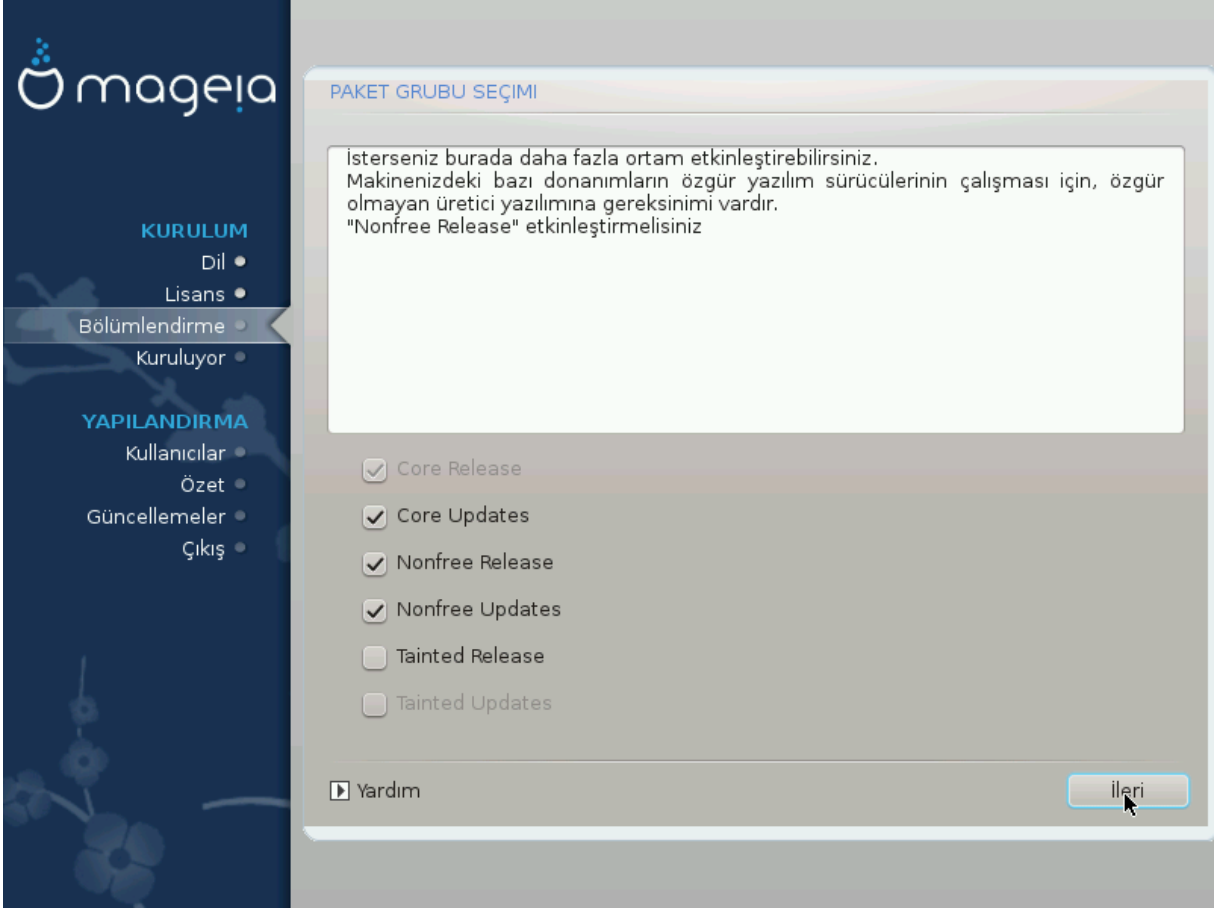 mageia
KURULUM
Dil
Lisans
Bölümlendirme
Kuruluyor
YAPILANDIRMA
Kullanıcılar
Özet
Güncellemeler
Çıkış
PAKET GRUBU SEÇIMI
İsterseniz burada daha fazla ortam etkinleştirebilirsiniz.
Makinenizdeki bazı donanımların özgür yazılım sürücülerinin çalışması için, özgür
olmayan üretici yazılımına gereksinimi vardır.
"Nonfree Release" etkinleştirmelisiniz
Core Release
Core Updates
Nonfree Release
Nonfree Updates
Tainted Release
Tainted Updates
Yardım
İleri